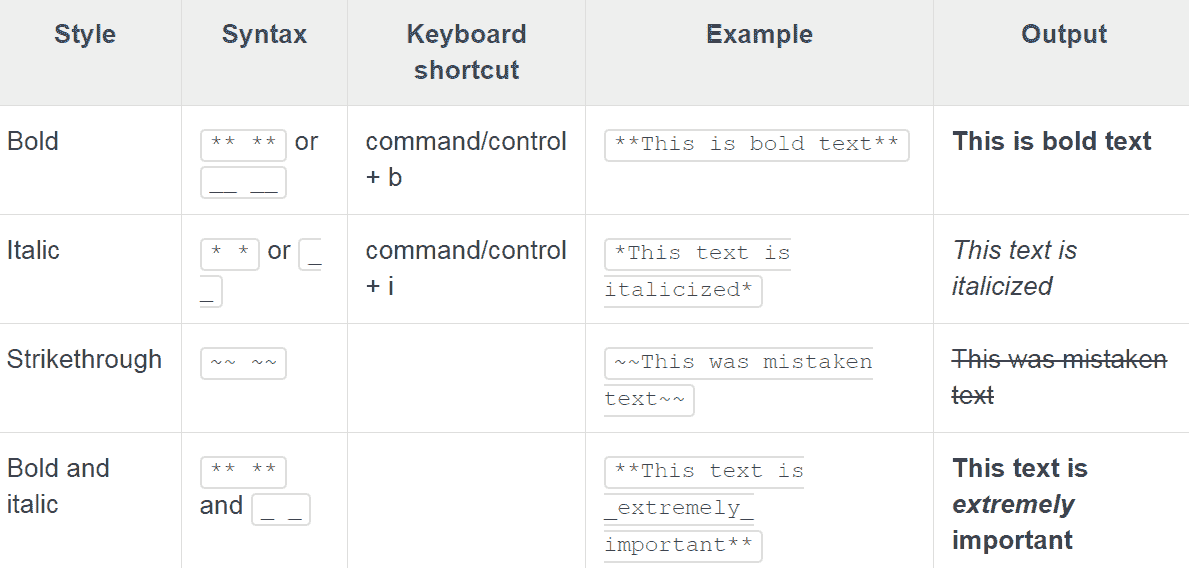 Style
Syntax
Keyboard
shortcut
Example
Output
Bold
** ** or
__ __
command/control
+ b
**This is bold text**
This is bold text
Italic
* * or _
_
command/control
+ i
*This text is
italicized*
This text is
italicized
Strikethrough
~~ ~~
~~This was mistaken
text~~
This was mistaken
text
Bold and
italic
** **
and _ _
**This text is
_extremely_
important**
This text is
extremely
important